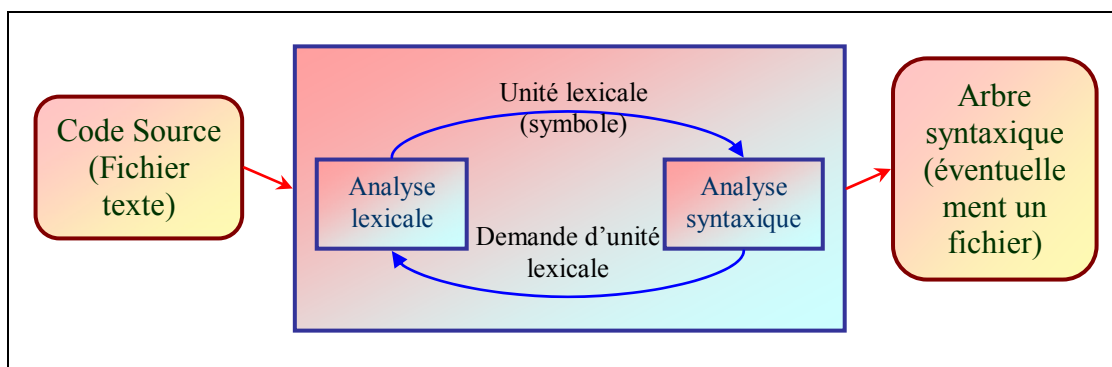 Code Source
(Fichier
texte)
Unité lexicale
(symbole)
Analyse
lexicale
Analyse
syntaxique
Demande d’unité
lexicale
Arbre
syntaxique
(éventuelle
ment un
fichier)